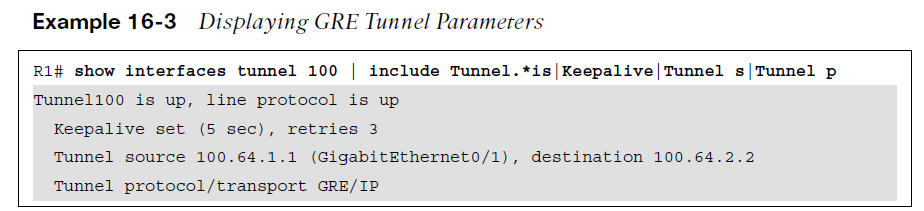 Example 16-3 Displaying GRE Tunnel Parameters
R1# show interfaces tunnel 100 | include Tunnel.*is|Keepalive|Tunnel s|Tunnel p
Tunnel100 is up, line protocol is up
Keepalive set (5 sec), retries 3
Tunnel source 100.64.1.1 (GigabitEthernet0/1), destination 100.64.2.2
Tunnel protocol/transport GRE/IP